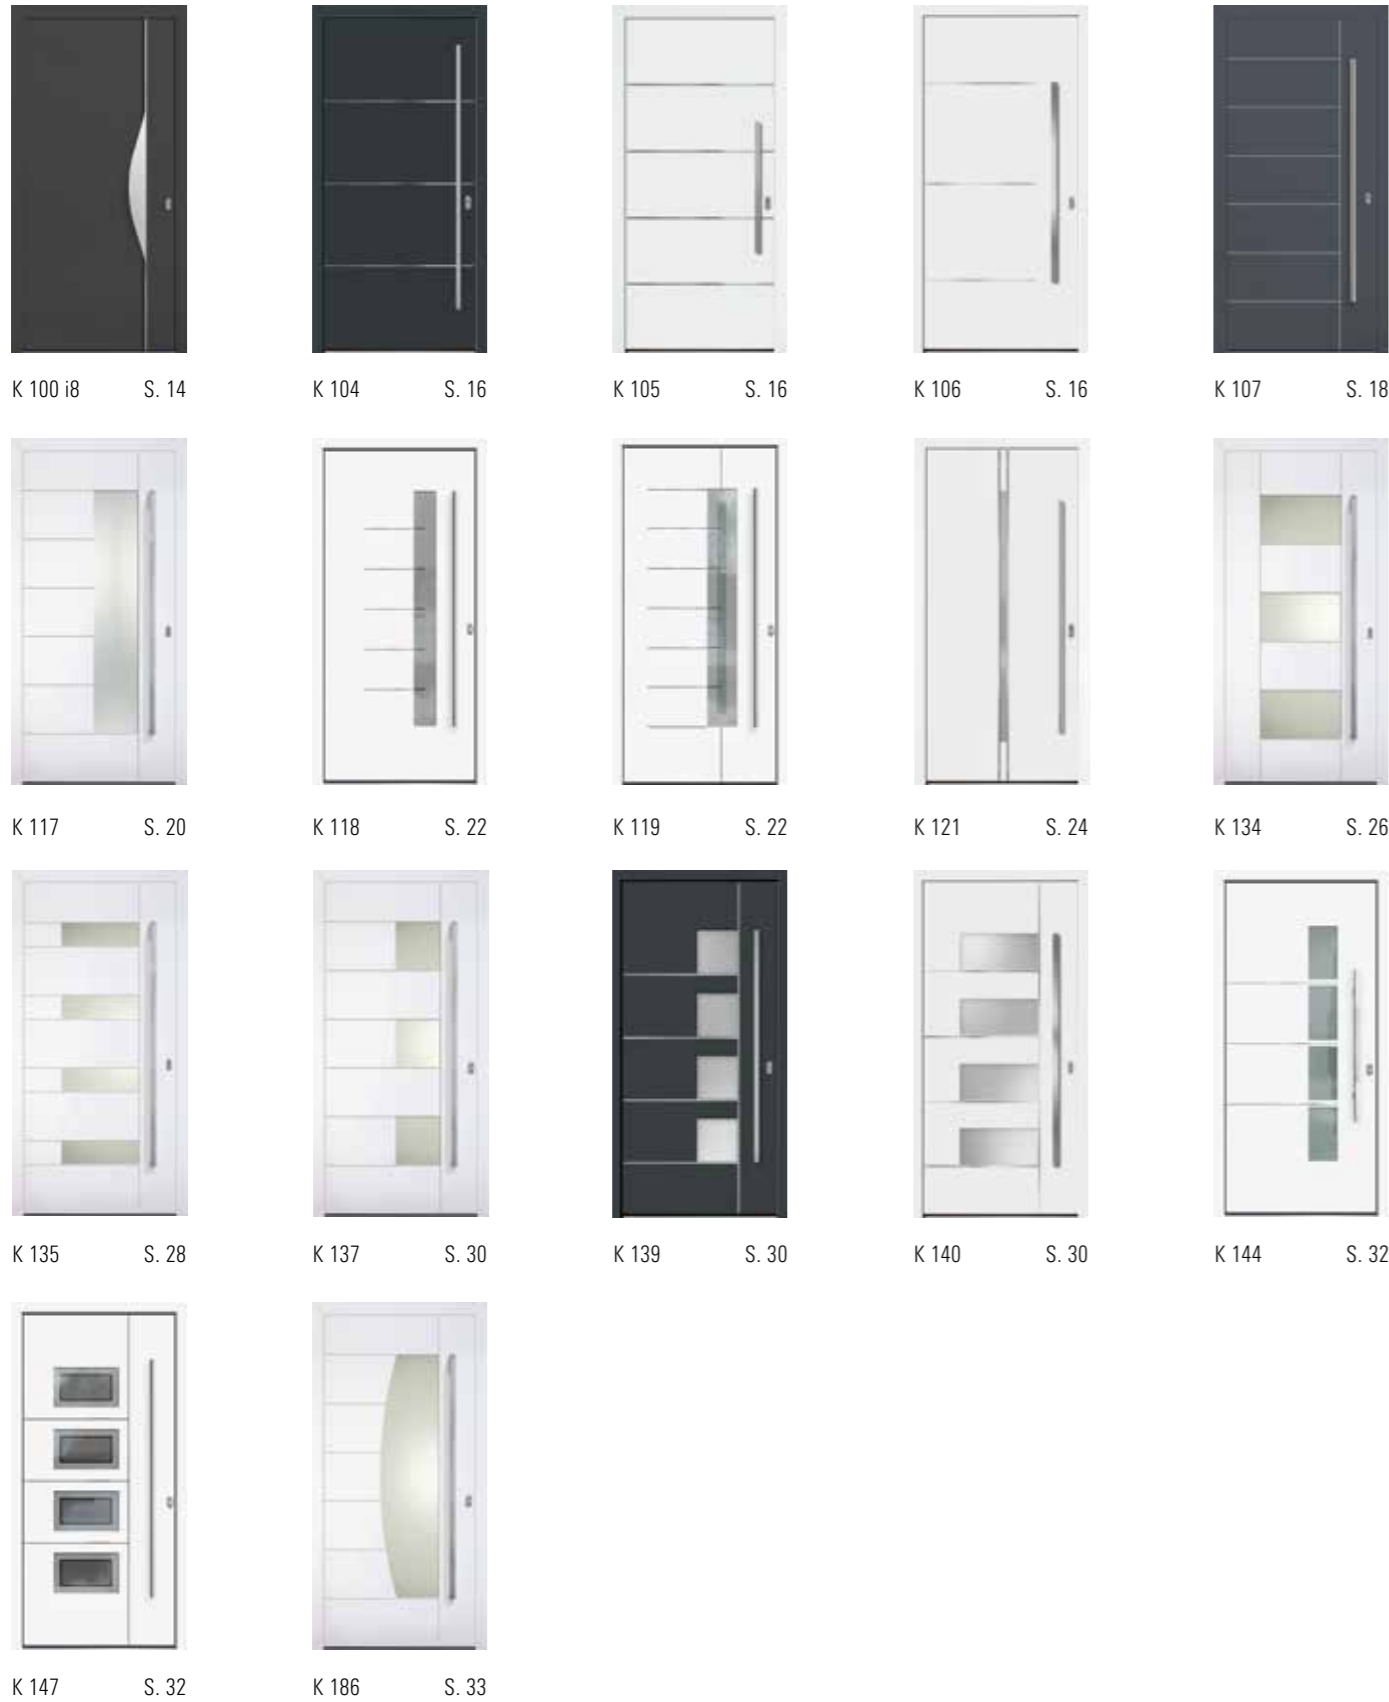 K 100 i8 S. 14 K 104 S. 16 K 105 S. 16 K 106 S. 16 K 107 S. 18
K 117 S. 20 K 118 S. 22 K 119 S. 22 K 121 S. 24 K 134 S. 26
K 135 S. 28 K 137 S. 30 K 139 S. 30 K 140 S. 30 K 144 S. 32
K 147 S. 32 K 186 S. 33